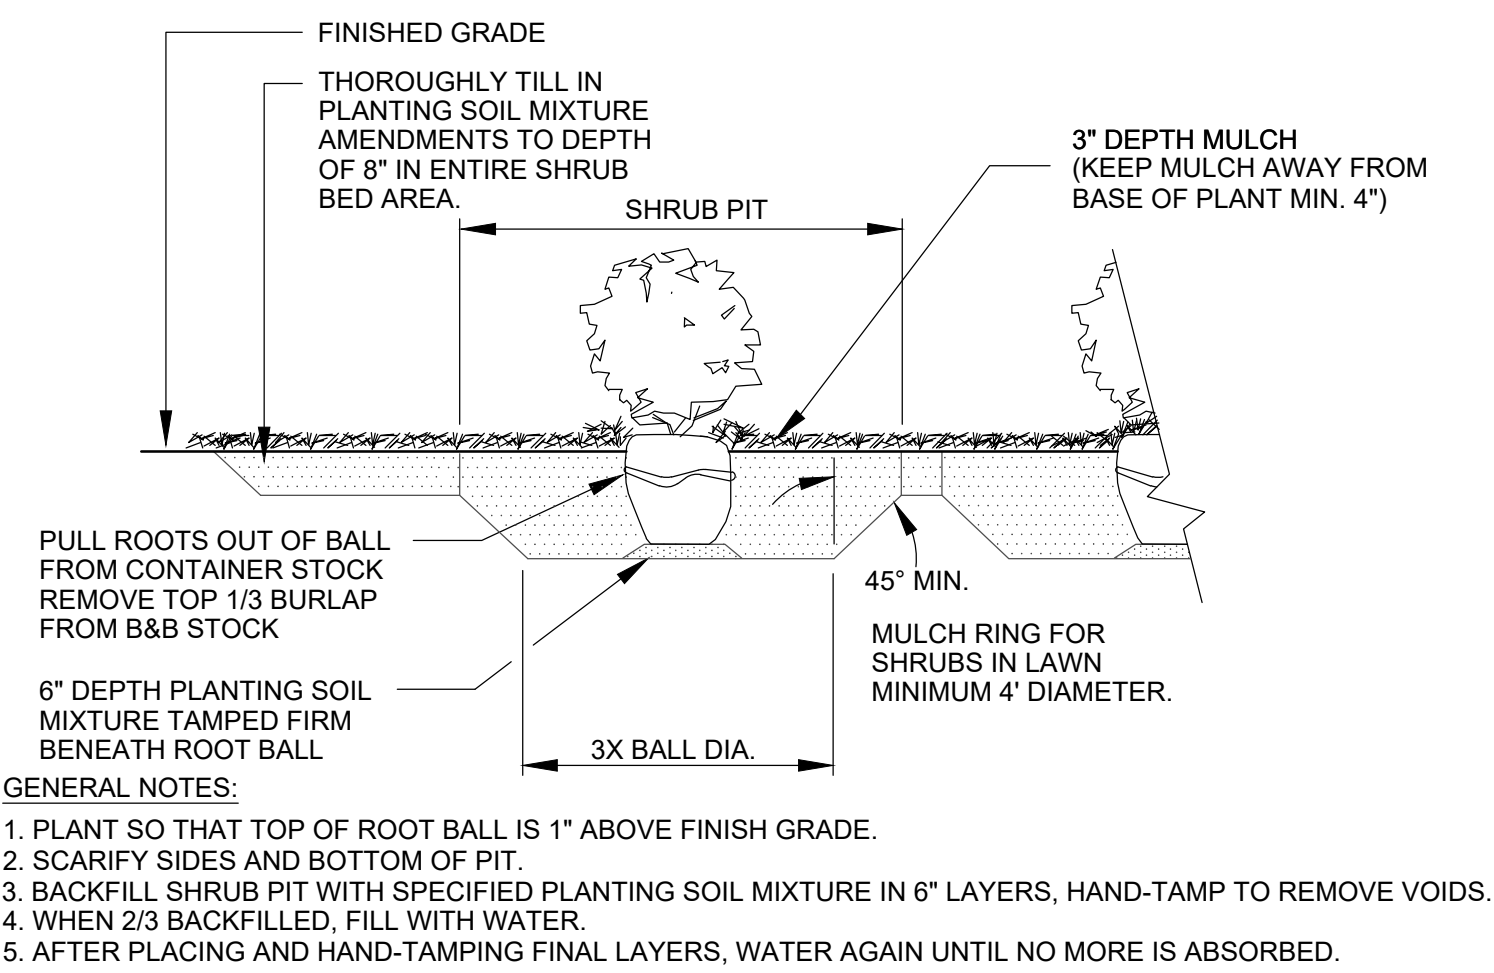 FINISHED GRADE
THOROUGHLY TILL IN
PLANTING SOIL MIXTURE
AMENDMENTS TO DEPTH
OF 8" IN ENTIRE SHRUB
BED AREA.
SHRUB PIT
3" DEPTH MULCH
(KEEP MULCH AWAY FROM
BASE OF PLANT MIN. 4")
PULL ROOTS OUT OF BALL
FROM CONTAINER STOCK
REMOVE TOP 1/3 BURLAP
FROM B&B STOCK
45° MIN.
MULCH RING FOR
SHRUBS IN LAWN
MINIMUM 4' DIAMETER.
6" DEPTH PLANTING SOIL
MIXTURE TAMPED FIRM
BENEATH ROOT BALL
3X BALL DIA.
GENERAL NOTES:
1. PLANT SO THAT TOP OF ROOT BALL IS 1" ABOVE FINISH GRADE.
2. SCARIFY SIDES AND BOTTOM OF PIT.
3. BACKFILL SHRUB PIT WITH SPECIFIED PLANTING SOIL MIXTURE IN 6" LAYERS, HAND-TAMP TO REMOVE VOIDS.
4. WHEN 2/3 BACKFILLED, FILL WITH WATER.
5. AFTER PLACING AND HAND-TAMPING FINAL LAYERS, WATER AGAIN UNTIL NO MORE IS ABSORBED.